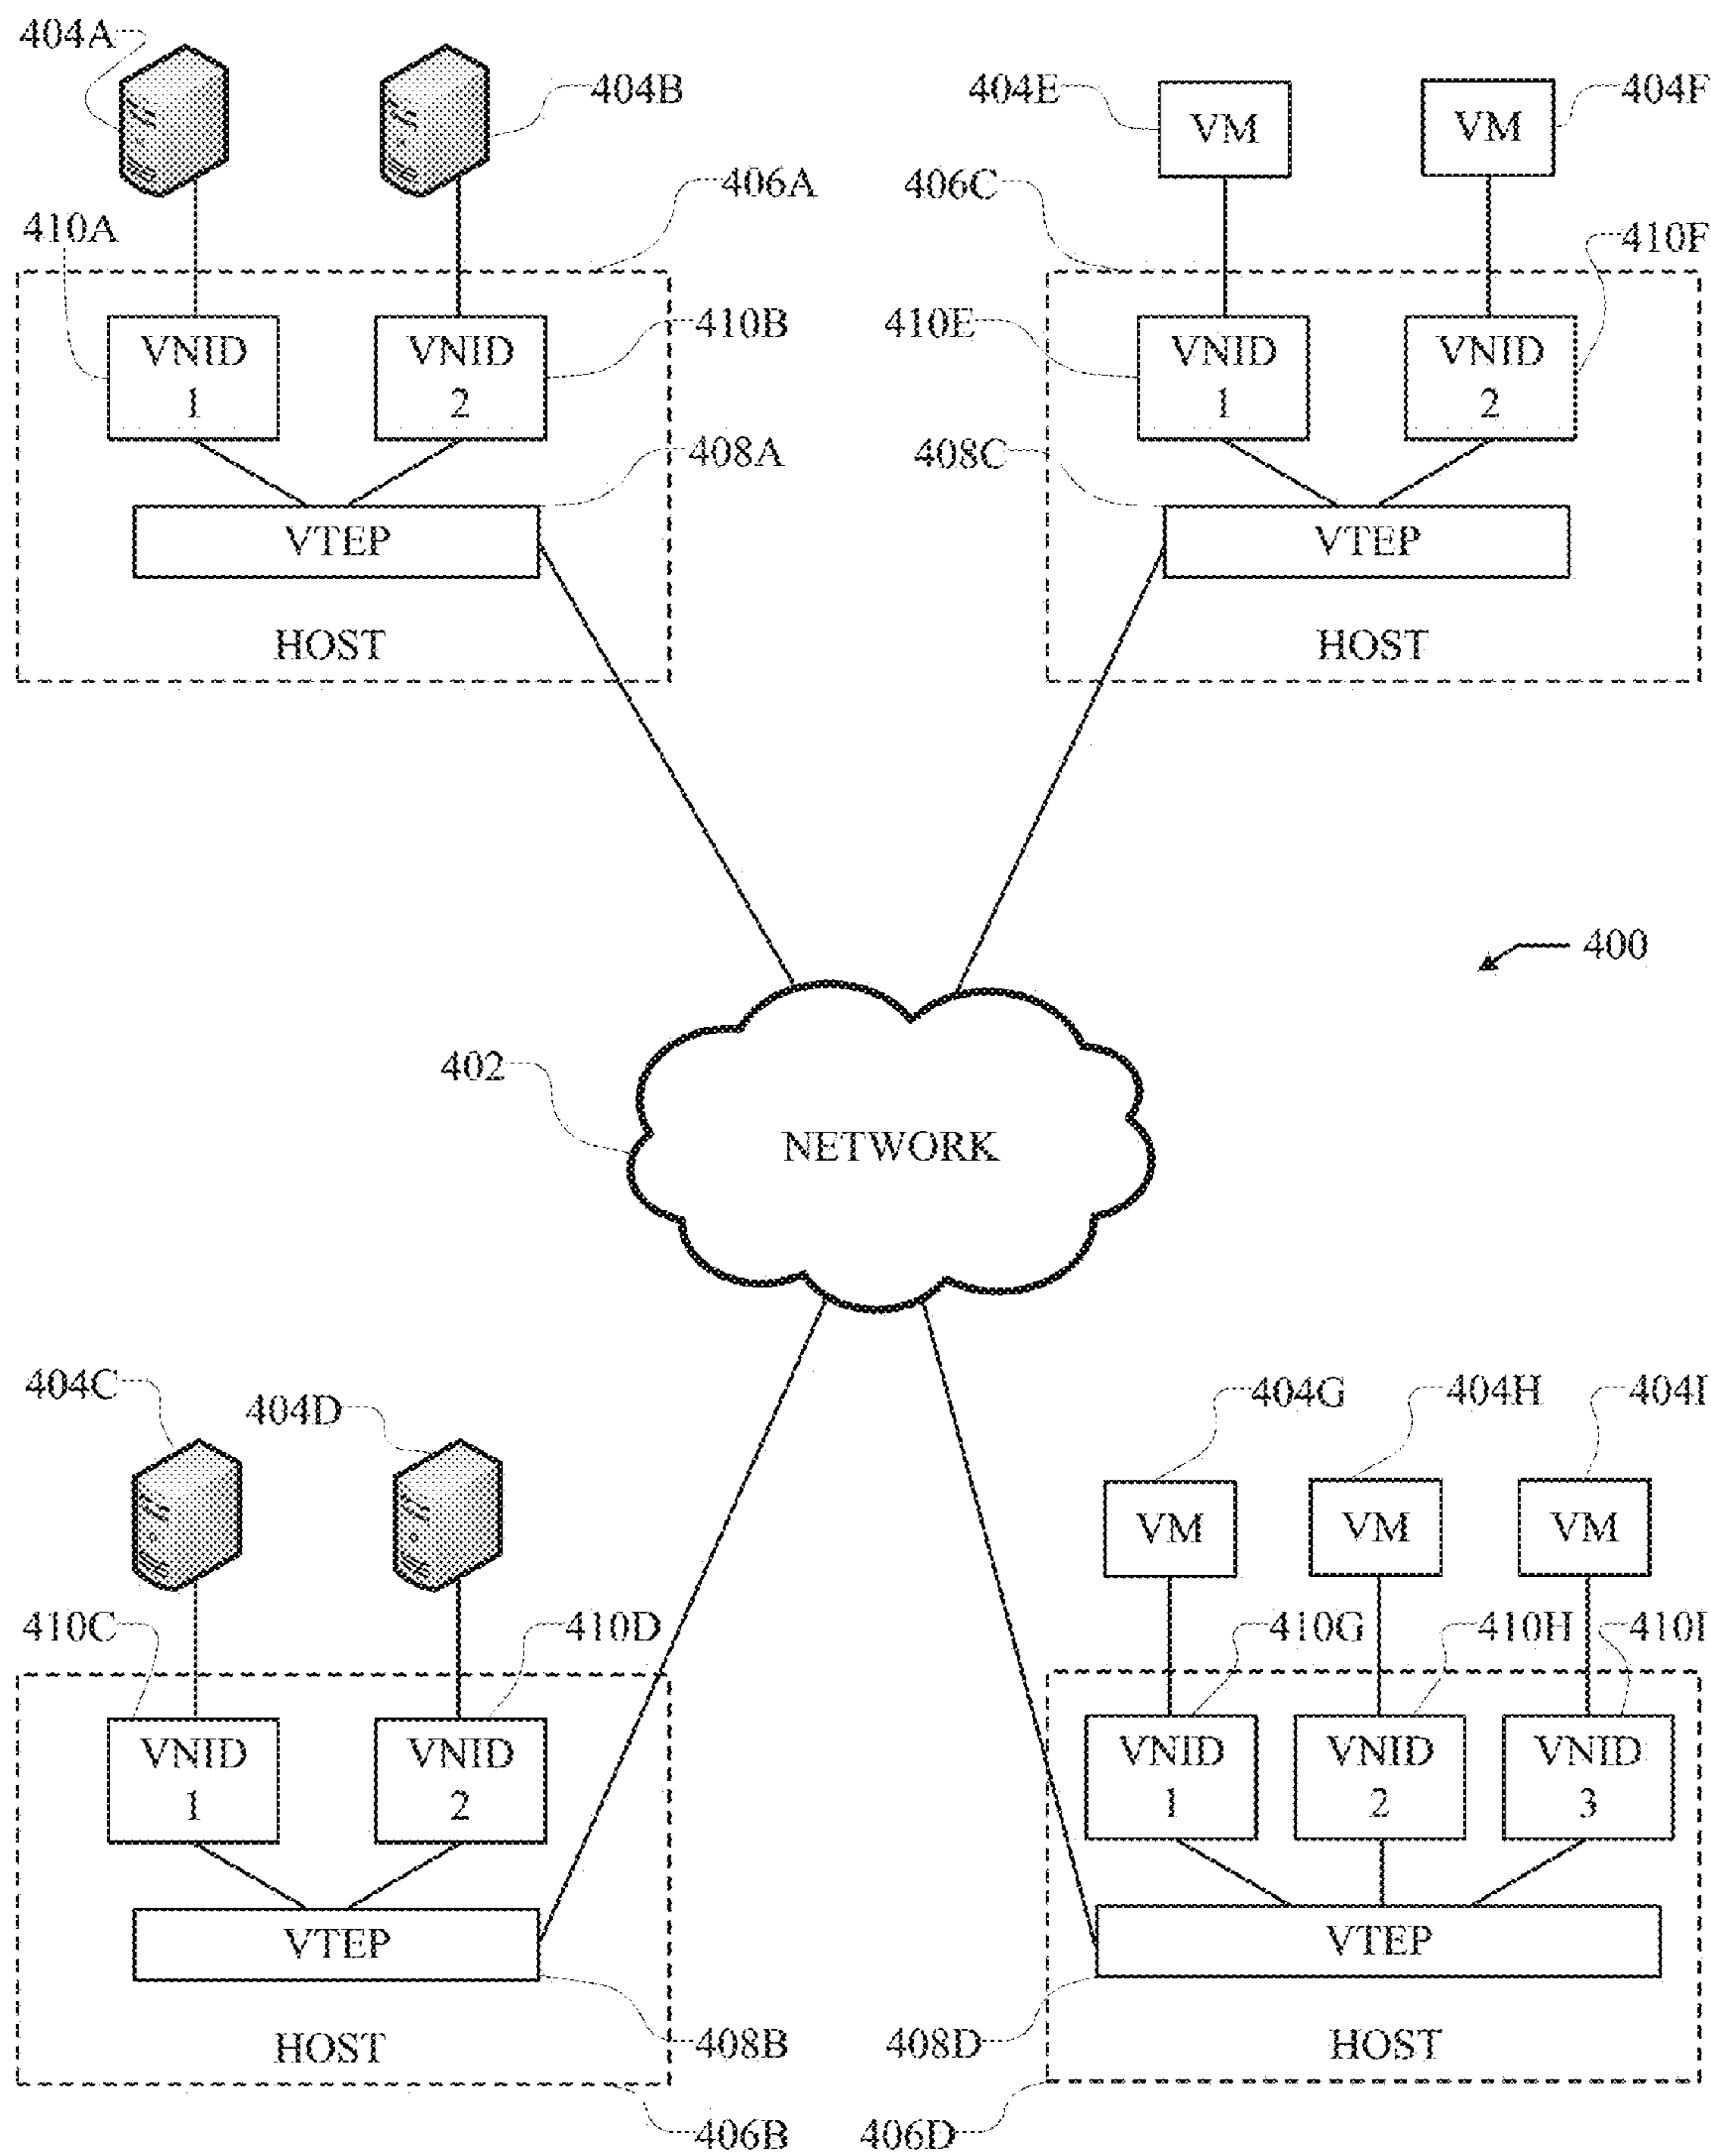 404A
404B
404E
VM
404F
VM
406A
406C
410A
410F
VNID
1
VNID
2
410B
410E
VNID
1
VNID
2
408A
408C
VTEP
VTEP
HOST
HOST
400
402
NETWORK
404C
404D
404G
404H
404I
VM
VM
VM
410C
410D
410G
410H
410I
VNID
1
VNID
2
VNID
1
VNID
2
VNID
3
VTEP
VTEP
HOST
408B
408D
HOST
406B
406D